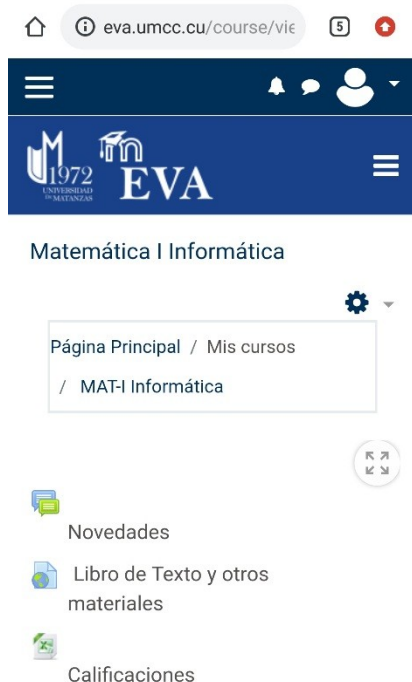 eva.umcc.cu/course/vie
5
1972
UNIVERSIDAD
DE MATANZAS
EVA
Matemática I Informática
Página Principal / Mis cursos
/ MAT-I Informática
Novedades
Libro de Texto y otros
materiales
Calificaciones